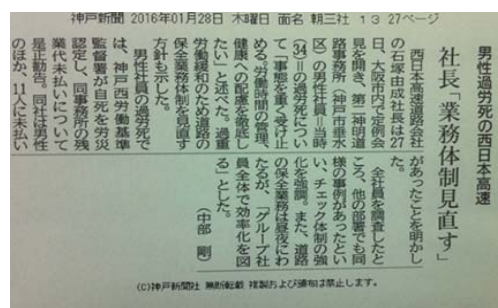 神戸新聞 2016年01月28日 木曜日 面名 朝三社 13 27ページ
男性過労死の西日本高速
社長「業務体制見直す」
西日本高速道路会社
の石塚由成社長は27
日、大阪市内で定例会
見を開き、第二神明道
路事務所（神戸市垂水
区）の男性社員＝当時
（34）＝の過労死につい
て「事態を重く受け止
める。労働時間の管理、
健康への配慮を徹底し
たい」と述べた。過重
労働緩和のため道路の
保全業務体制を見直す
方針も示した。
男性社員の過労死で
は、神戸西労働基準
監督署が自死を労災
認定し、同事務所の残
業代未払いについて
是正勧告。同社は男性
のほか、11人に未払い
があったことを明かし
た。
全社員を調査したと
ころ、他の部署でも同
様の事例があったとい
い、チェック体制の強
化を強調。また、道路
の保全業務は昼夜にわ
たるが、「グループ社
員全体で効率化を図
る」とした。
（中部 剛）
(C)神戸新聞社 無断転載 複製および頒布は禁止します。